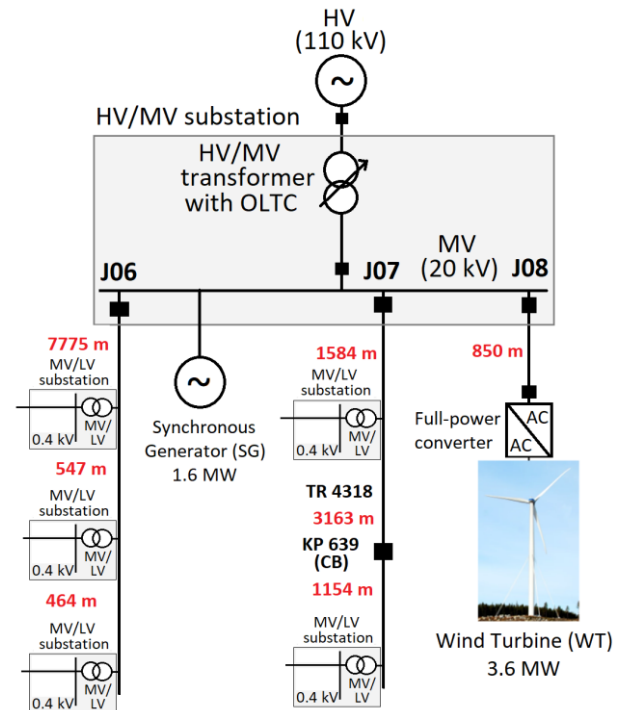 HV
(110 kV)
~
HV/MV substation
HV/MV
transformer
with OLTC
MV
(20 kV)
J06
J07
J08
7775 m
MV/LV
substation
0.4 kV
MV/
LV
547 m
MV/LV
substation
0.4 kV
MV/
LV
464 m
MV/LV
substation
0.4 kV
MV/
LV
~
Synchronous
Generator (SG)
1.6 MW
1584 m
MV/LV
substation
0.4 kV
MV/
LV
TR 4318
3163 m
KP 639
(CB)
1154 m
MV/LV
substation
0.4 kV
MV/
LV
850 m
Full-power
converter
AC
AC
Wind Turbine (WT)
3.6 MW